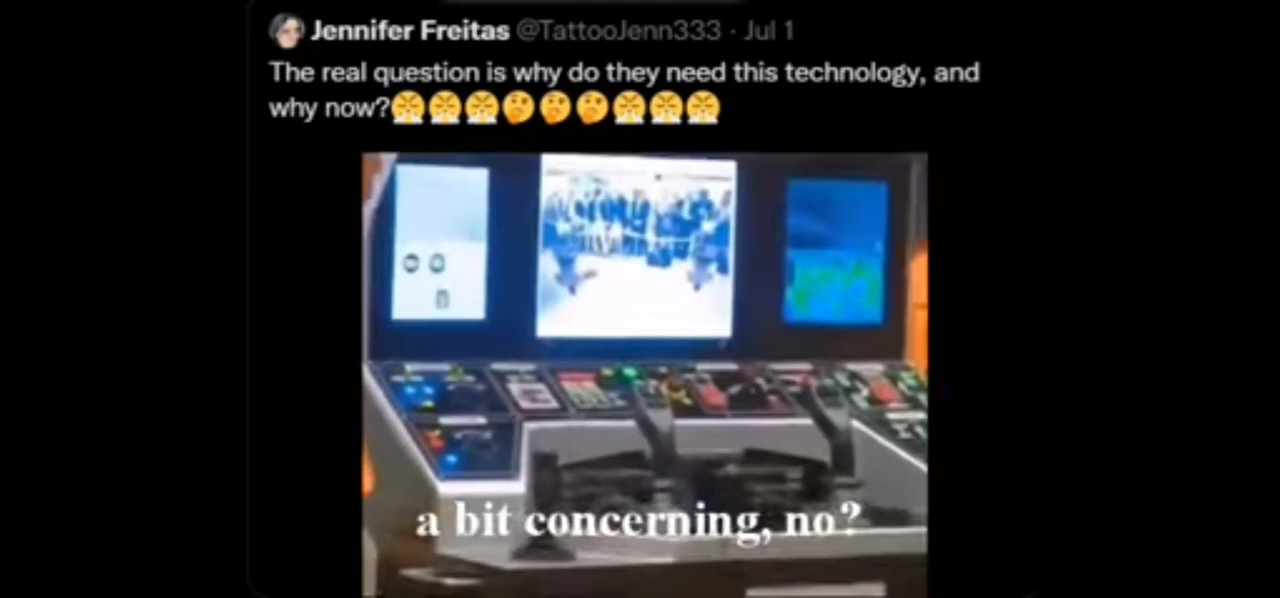 Jennifer Freitas @TattooJenn333 · Jul 1
The real question is why do they need this technology, and
why now?😤😤😤🤔🤔🤔😤😤😤
a bit concerning, no?